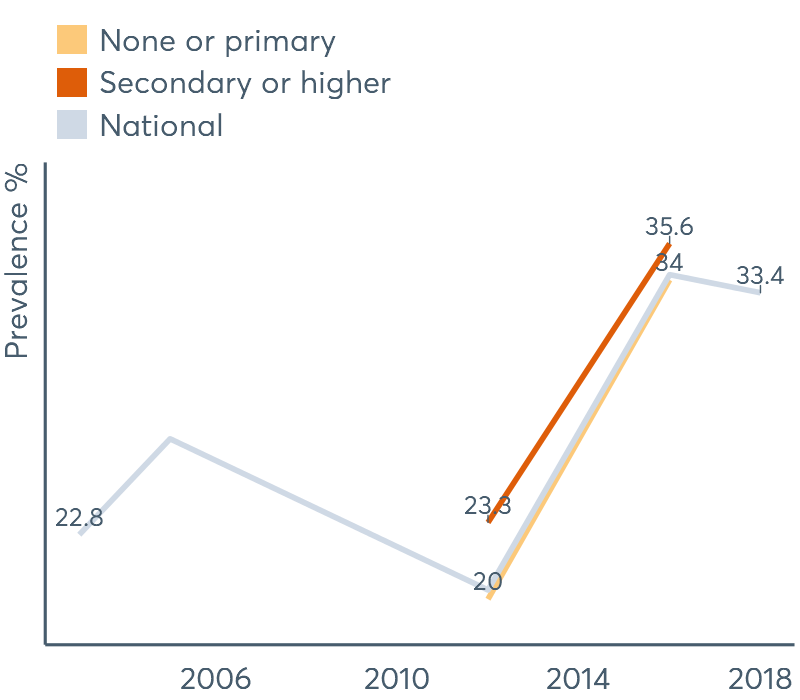 None or primary
Secondary or higher
National
Prevalence %
35.6
34
33.4
23.3
22.8
20
2006
2010
2014
2018